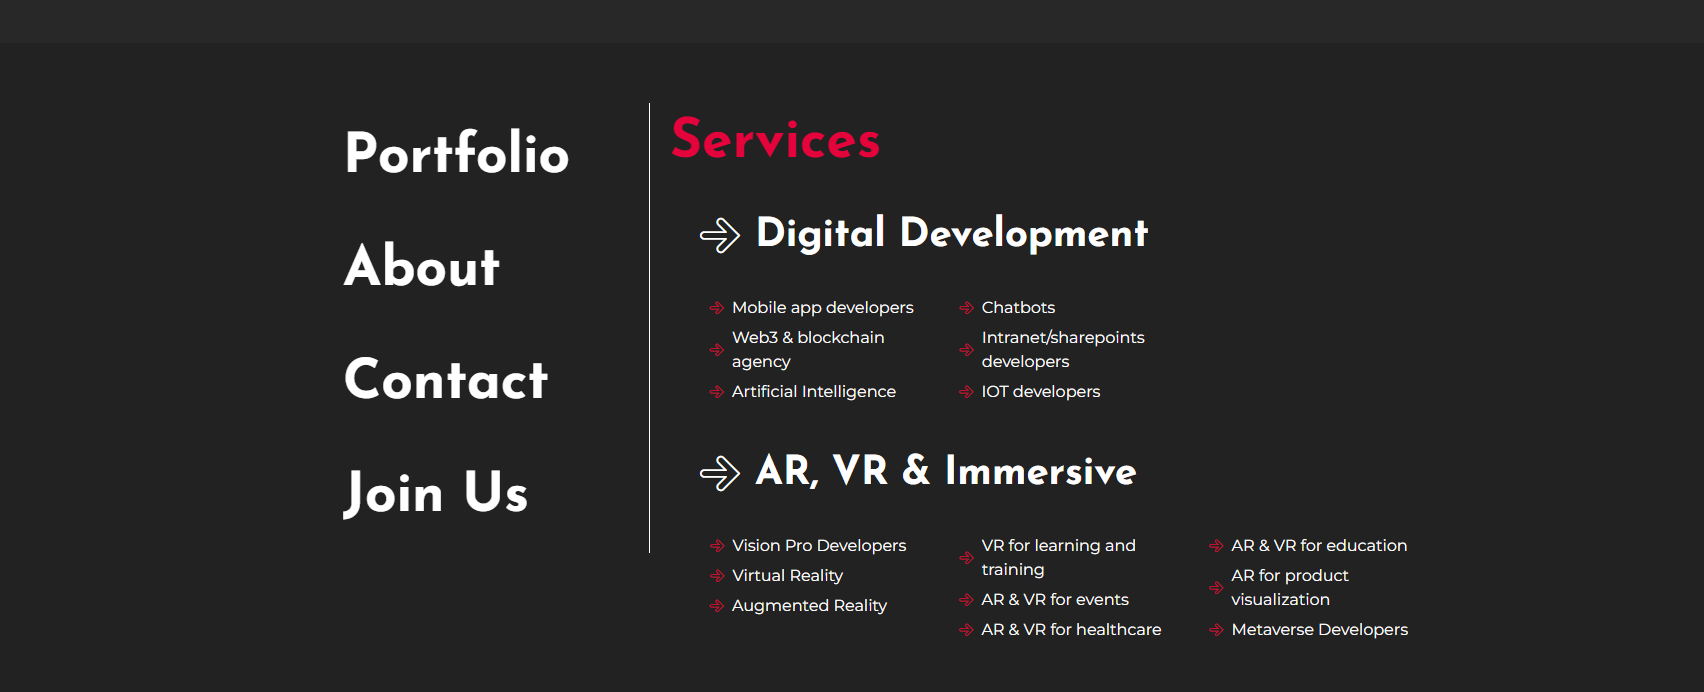 Portfolio
About
Contact
Join Us
Services
Digital Development
Mobile app developers
Web3 & blockchain
agency
Artificial Intelligence
Chatbots
Intranet/sharepoints
developers
IOT developers
AR, VR & Immersive
Vision Pro Developers
Virtual Reality
Augmented Reality
VR for learning and
training
AR & VR for events
AR & VR for healthcare
AR & VR for education
AR for product
visualization
Metaverse Developers